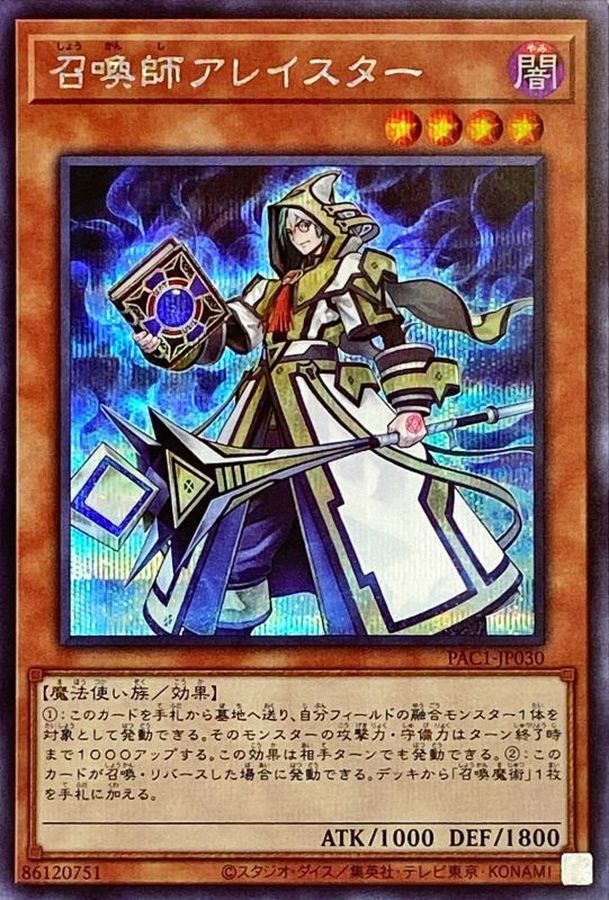 しょう かん し
召喚師アレイスター
やみ
闇
PAC1-JP030
【魔法使い族／効果】
①：このカードを手札から墓地へ送り、自分フィールドの融合モンスター1体を
対象として発動できる。そのモンスターの攻撃力・守備力はターン終了時
まで1000アップする。この効果は相手ターンでも発動できる。②：この
カードが召喚・リバースした場合に発動できる。デッキから「召喚魔術」1枚
を手札に加える。
ATK/1000 DEF/1800
86120751
©スタジオ・ダイス／集英社・テレビ東京・KONAMI